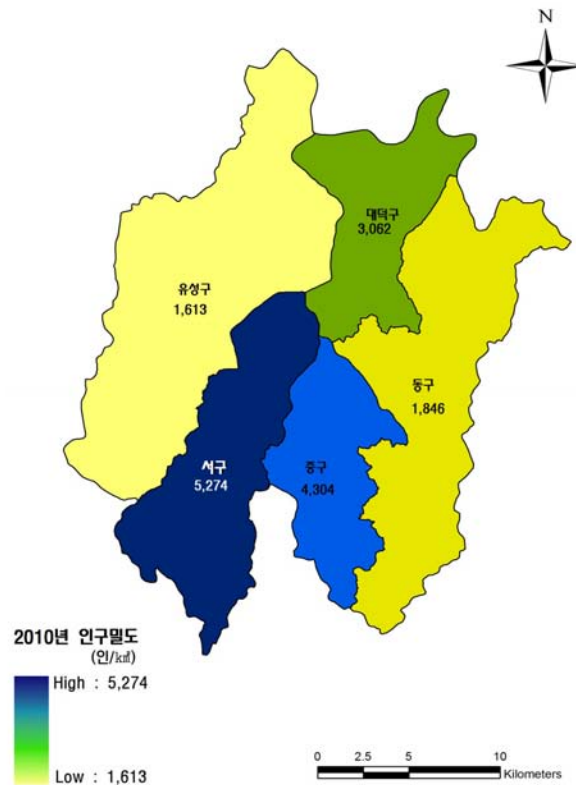 N
대덕구
3,062
유성구
1,613
동구
1,846
서구
5,274
중구
4,304
2010년 인구밀도
(인/㎢)
High : 5,274
Low : 1,613
0 2.5 5 10
Kilometers